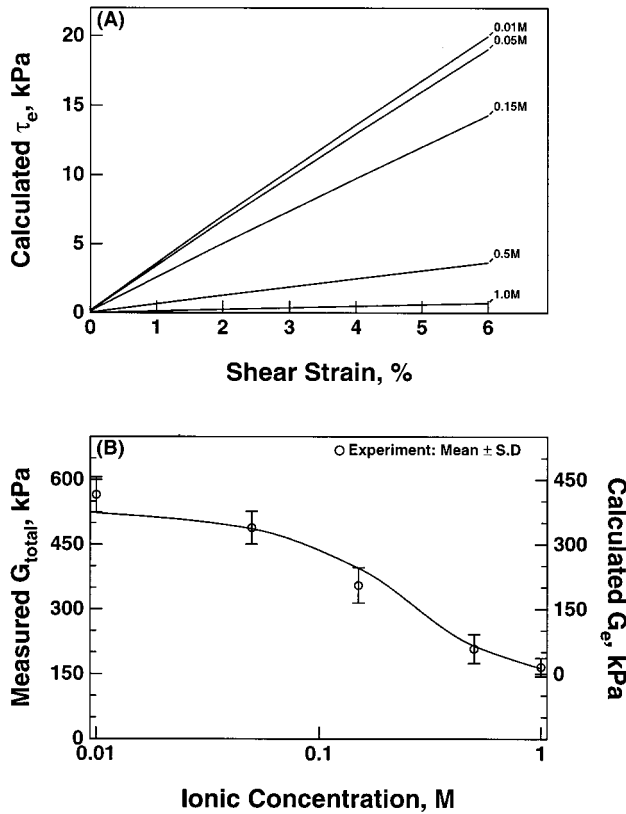 (A)
20
15
10
5
0
Calculated τe, kPa
0.01M
0.05M
0.15M
0.5M
1.0M
0 1 2 3 4 5 6
Shear Strain, %
(B)
Experiment: Mean ± S.D
600
450
300
150
0
Measured Gtotal, kPa
450
300
150
0
Calculated Ge, kPa
0.01 0.1 1
Ionic Concentration, M